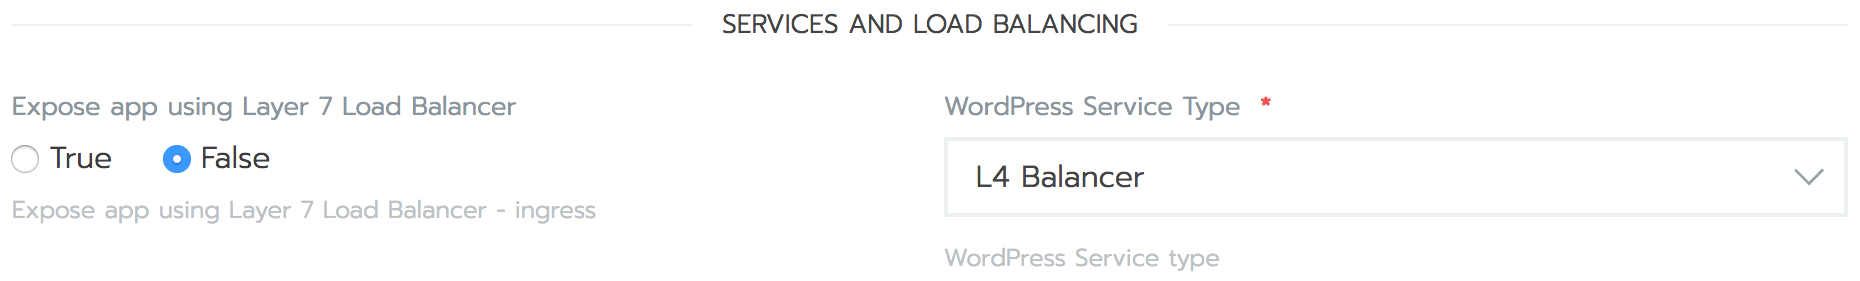 SERVICES AND LOAD BALANCING
Expose app using Layer 7 Load Balancer
True False
Expose app using Layer 7 Load Balancer - ingress
WordPress Service Type *
L4 Balancer
WordPress Service type